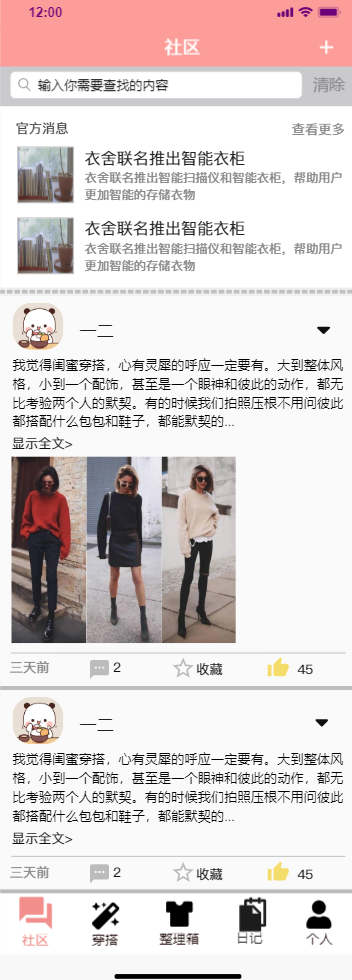 12:00
社区
+
输入你需要查找的内容 清除
官方消息 查看更多
衣舍联名推出智能衣柜
衣舍联名推出智能扫描仪和智能衣柜，帮助用户
更加智能的存储衣物
衣舍联名推出智能衣柜
衣舍联名推出智能扫描仪和智能衣柜，帮助用户
更加智能的存储衣物
一二
我觉得闺蜜穿搭，心有灵犀的呼应一定要有。大到整体风
格，小到一个配饰，甚至是一个眼神和彼此的动作，都无
比考验两个人的默契。有的时候我们拍照压根不用问彼此
都搭配什么包包和鞋子，都能默契的...
显示全文>
三天前 2 收藏 45
一二
我觉得闺蜜穿搭，心有灵犀的呼应一定要有。大到整体风
格，小到一个配饰，甚至是一个眼神和彼此的动作，都无
比考验两个人的默契。有的时候我们拍照压根不用问彼此
都搭配什么包包和鞋子，都能默契的...
显示全文>
三天前 2 收藏 45
社区 穿搭 整理箱 日记 个人